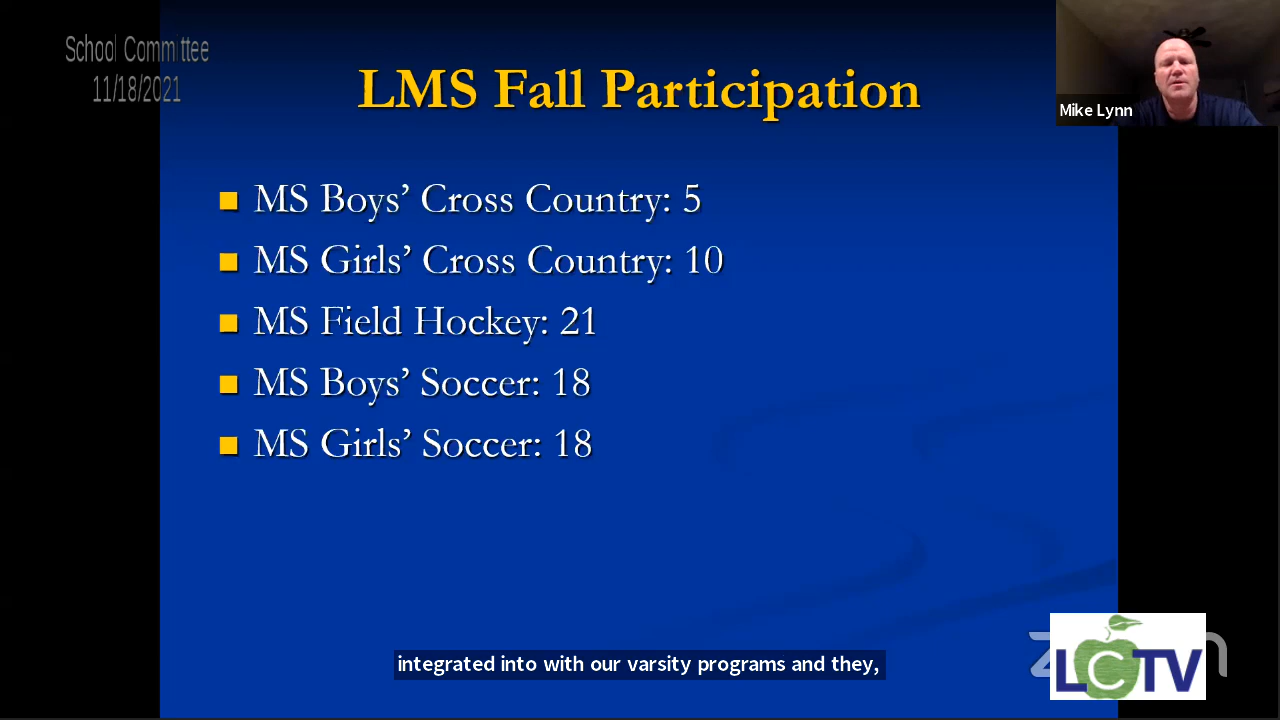 School Committee
11/18/2021
LMS Fall Participation
Mike Lynn
MS Boys’ Cross Country: 5
MS Girls’ Cross Country: 10
MS Field Hockey: 21
MS Boys’ Soccer: 18
MS Girls’ Soccer: 18
integrated into with our varsity programs and they,
LCTV